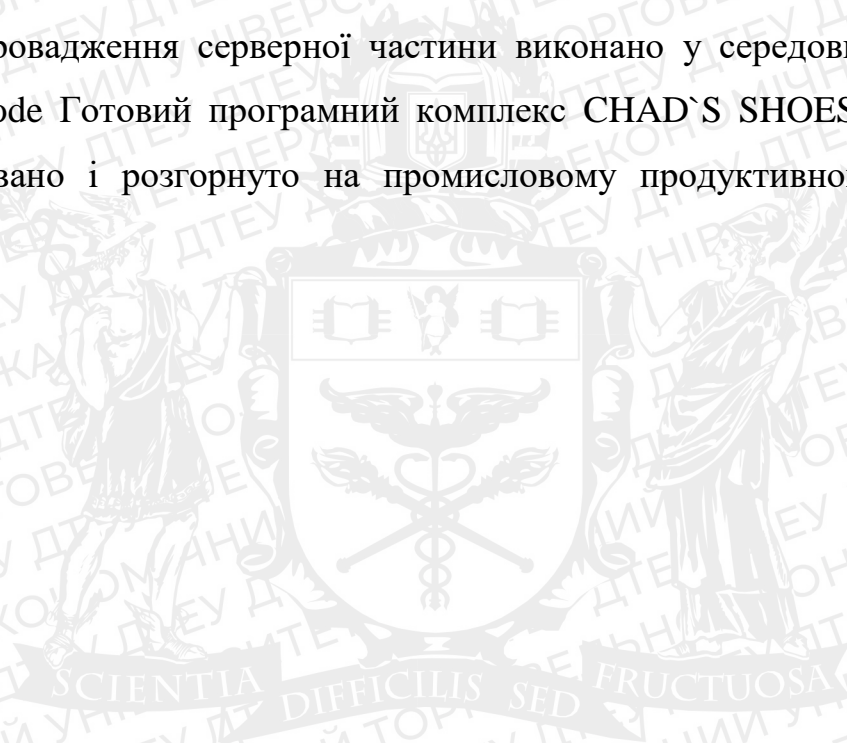 ровадження серверної частини виконано у середови
ode Готовий програмний комплекс CHAD`S SHOES
вано і розгорнуто на промисловому продуктивно
SCIENTIA DIFFICILIS SED FRUCTUOSA